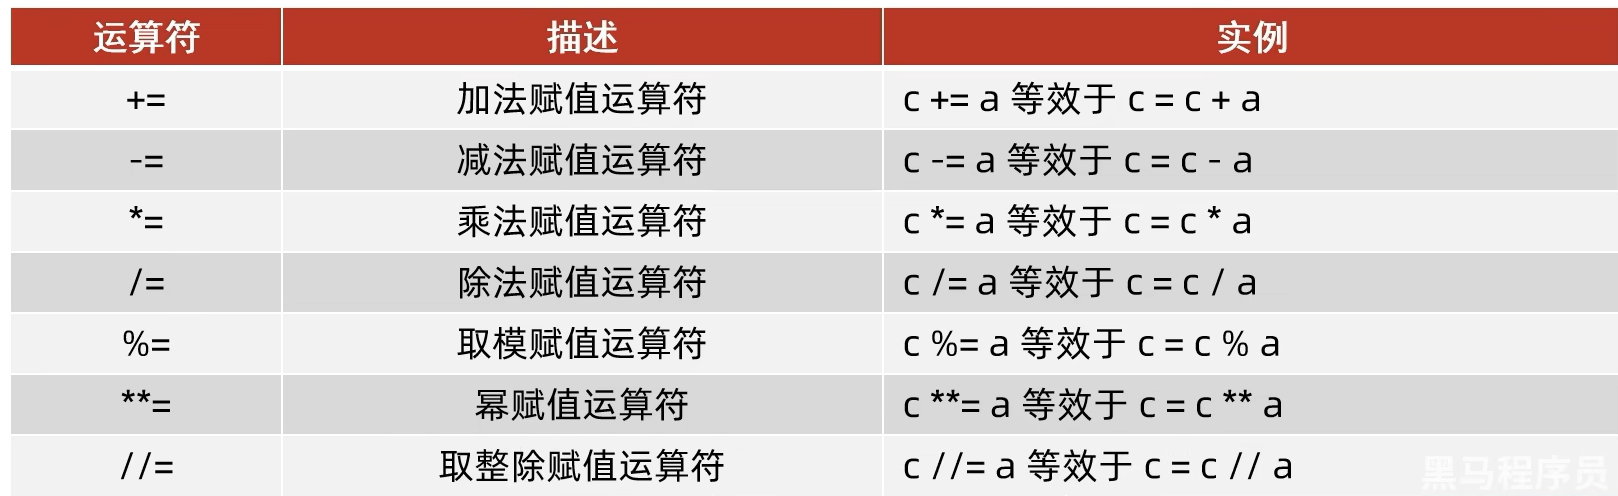 运算符 描述 实例
+= 加法赋值运算符 c += a 等效于 c = c + a
-= 减法赋值运算符 c -= a 等效于 c = c - a
*= 乘法赋值运算符 c *= a 等效于 c = c * a
/= 除法赋值运算符 c /= a 等效于 c = c / a
%= 取模赋值运算符 c %= a 等效于 c = c % a
**= 幂赋值运算符 c **= a 等效于 c = c ** a
//= 取整除赋值运算符 c //= a 等效于 c = c // a
黑马程序员